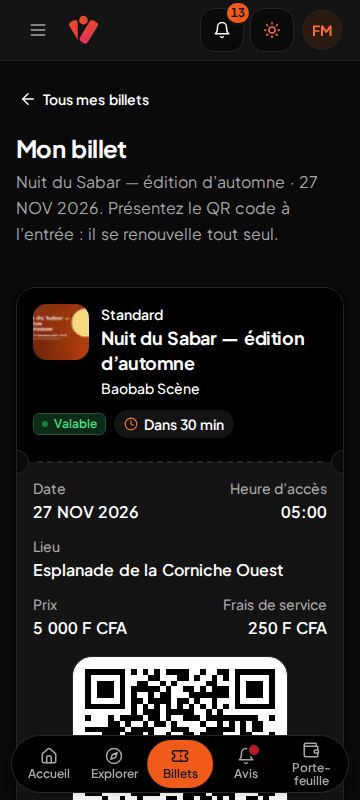 13
FM
Tous mes billets
Mon billet
Nuit du Sabar — édition d’automne · 27
NOV 2026. Présentez le QR code à
l’entrée : il se renouvelle tout seul.
Standard
Nuit du Sabar — édition
d’automne
Baobab Scène
Valable
Dans 30 min
Date
Heure d’accès
27 NOV 2026
05:00
Lieu
Esplanade de la Corniche Ouest
Prix
Frais de service
5 000 F CFA
250 F CFA
Accueil
Explorer
Billets
Avis
Porte-
feuille